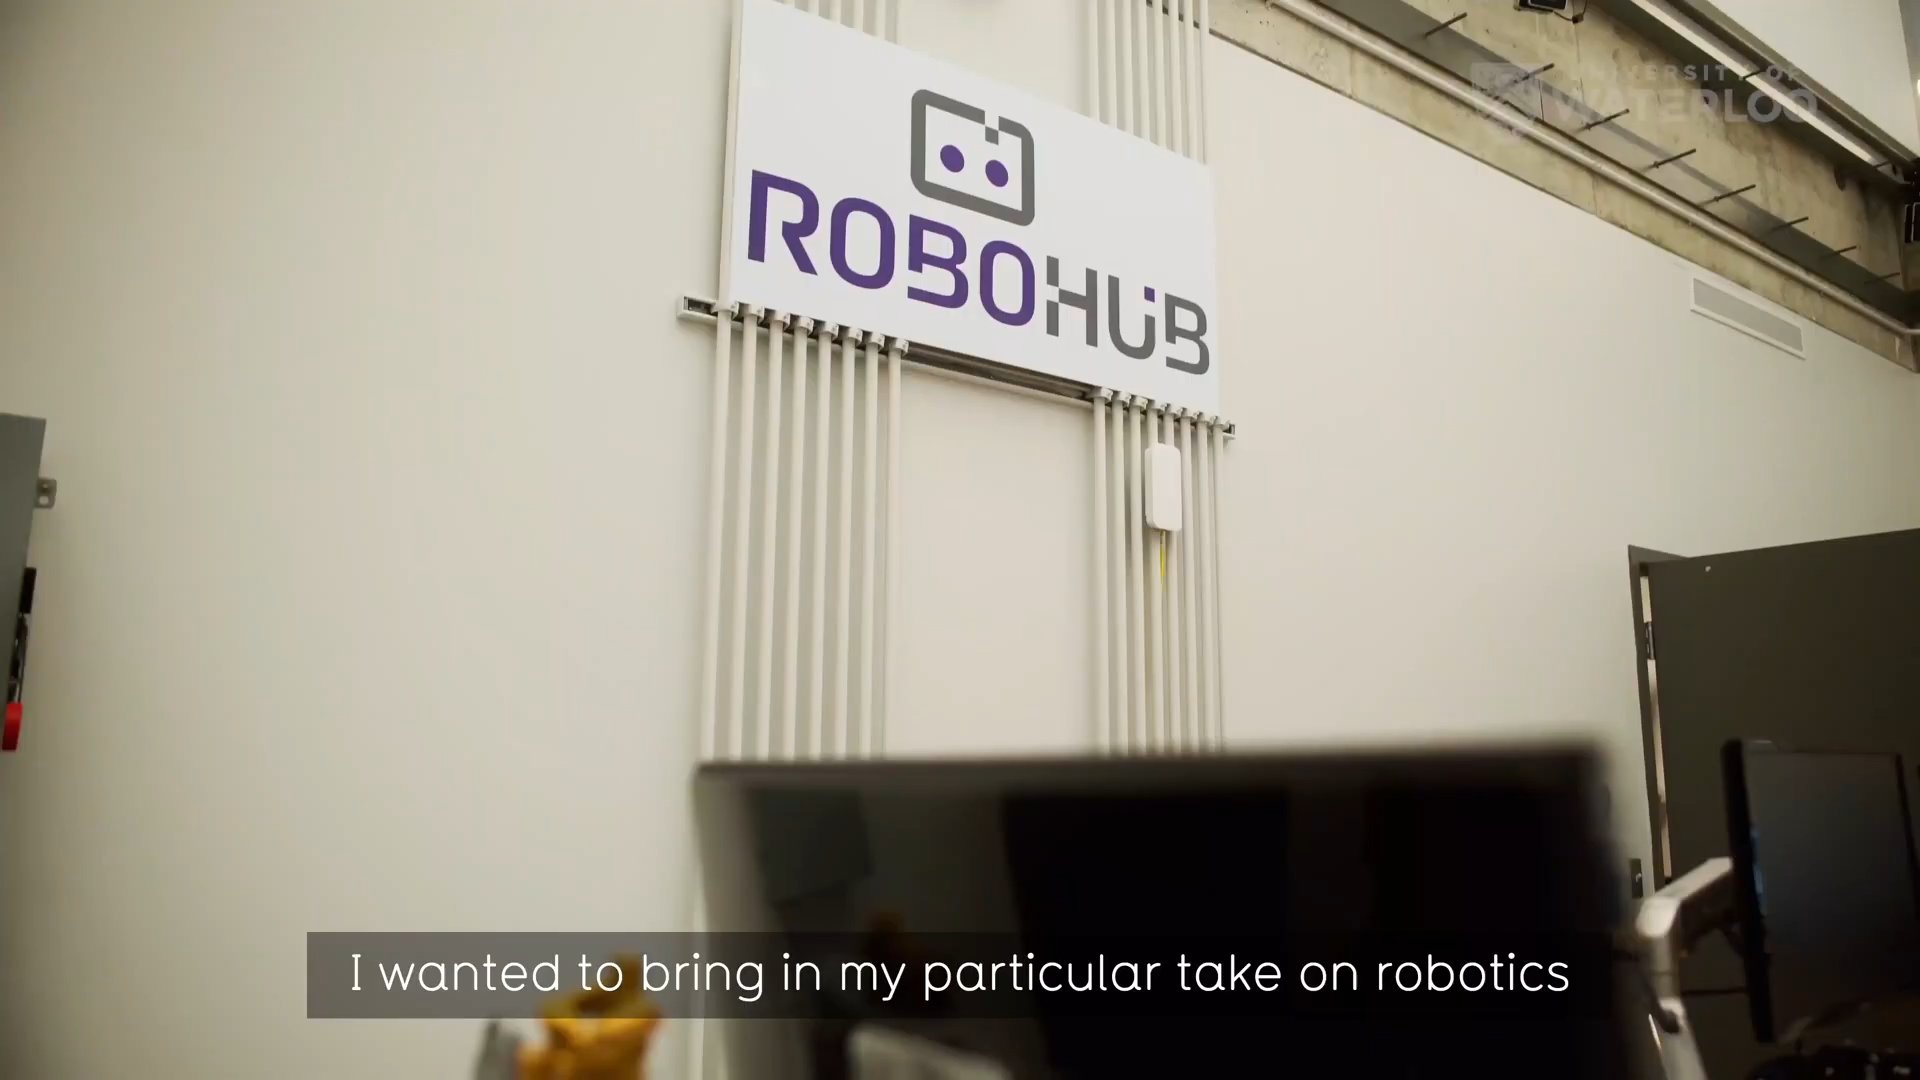 UNIVERSITY OF
WATERLOO
ROBOHUB
I wanted to bring in my particular take on robotics